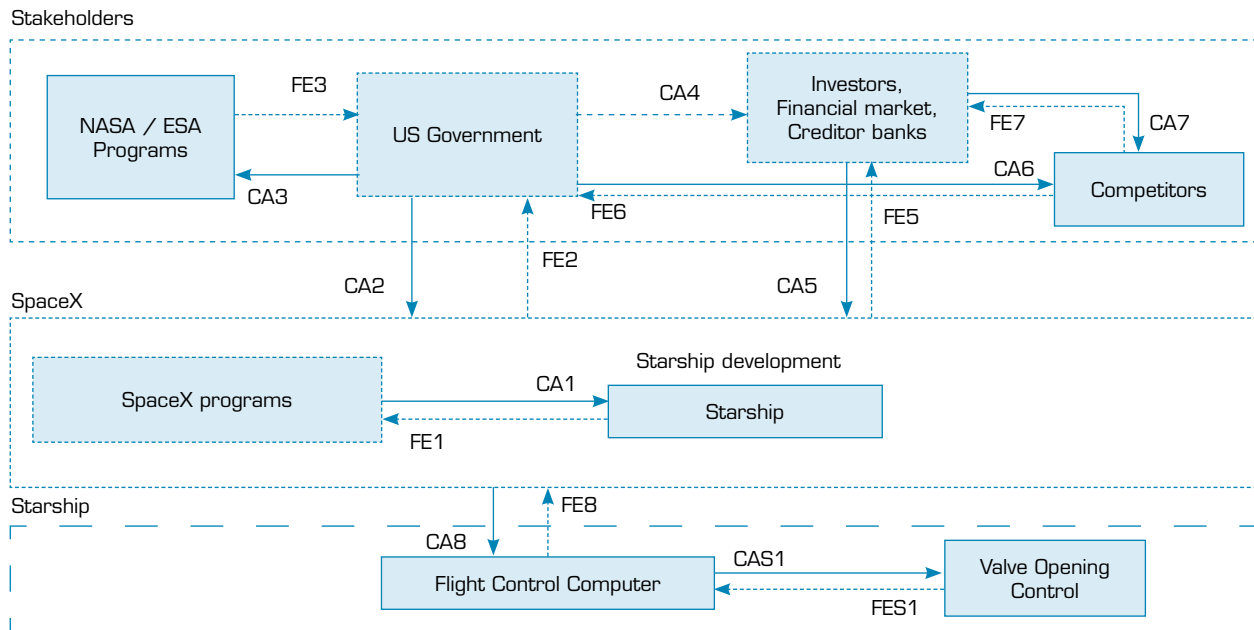 Stakeholders
NASA / ESA
Programs
FE3
CA3
US Government
CA4
Investors,
Financial market,
Creditor banks
FE7
CA7
CA6
FE6
Competitors
FE5
FE2
CA2
CA5
SpaceX
SpaceX programs
CA1
FE1
Starship development
Starship
Starship
FE8
CA8
Flight Control Computer
CAS1
FES1
Valve Opening
Control